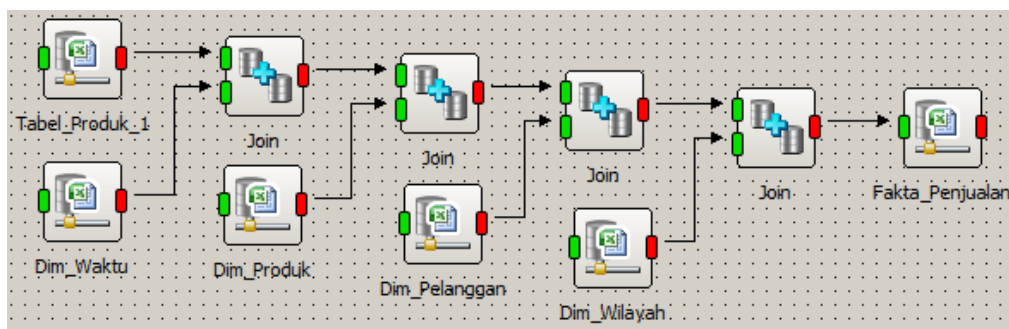 Tabel_Produk_1
Join
Join
Join
Join
Fakta_Penjualan
Dim_Waktu
Dim_Produk
Dim_Pelanggan
Dim_Wilayah